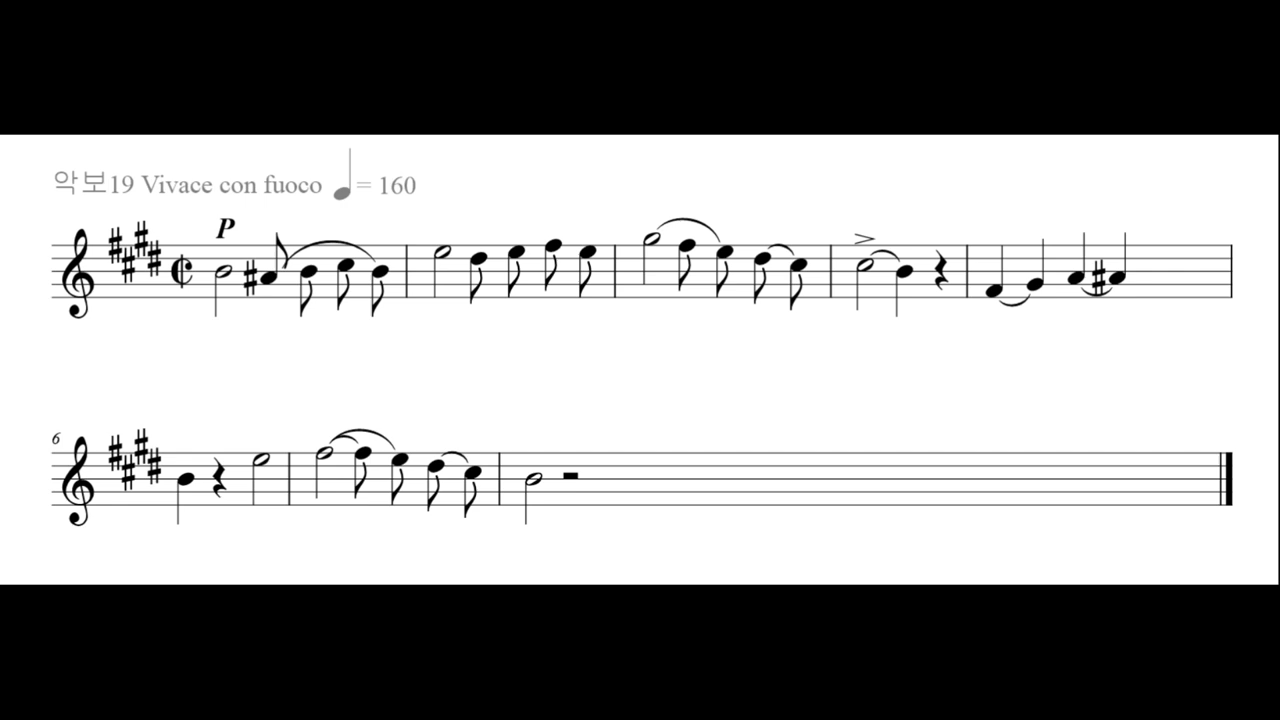 악보19 Vivace con fuoco = 160
P
6